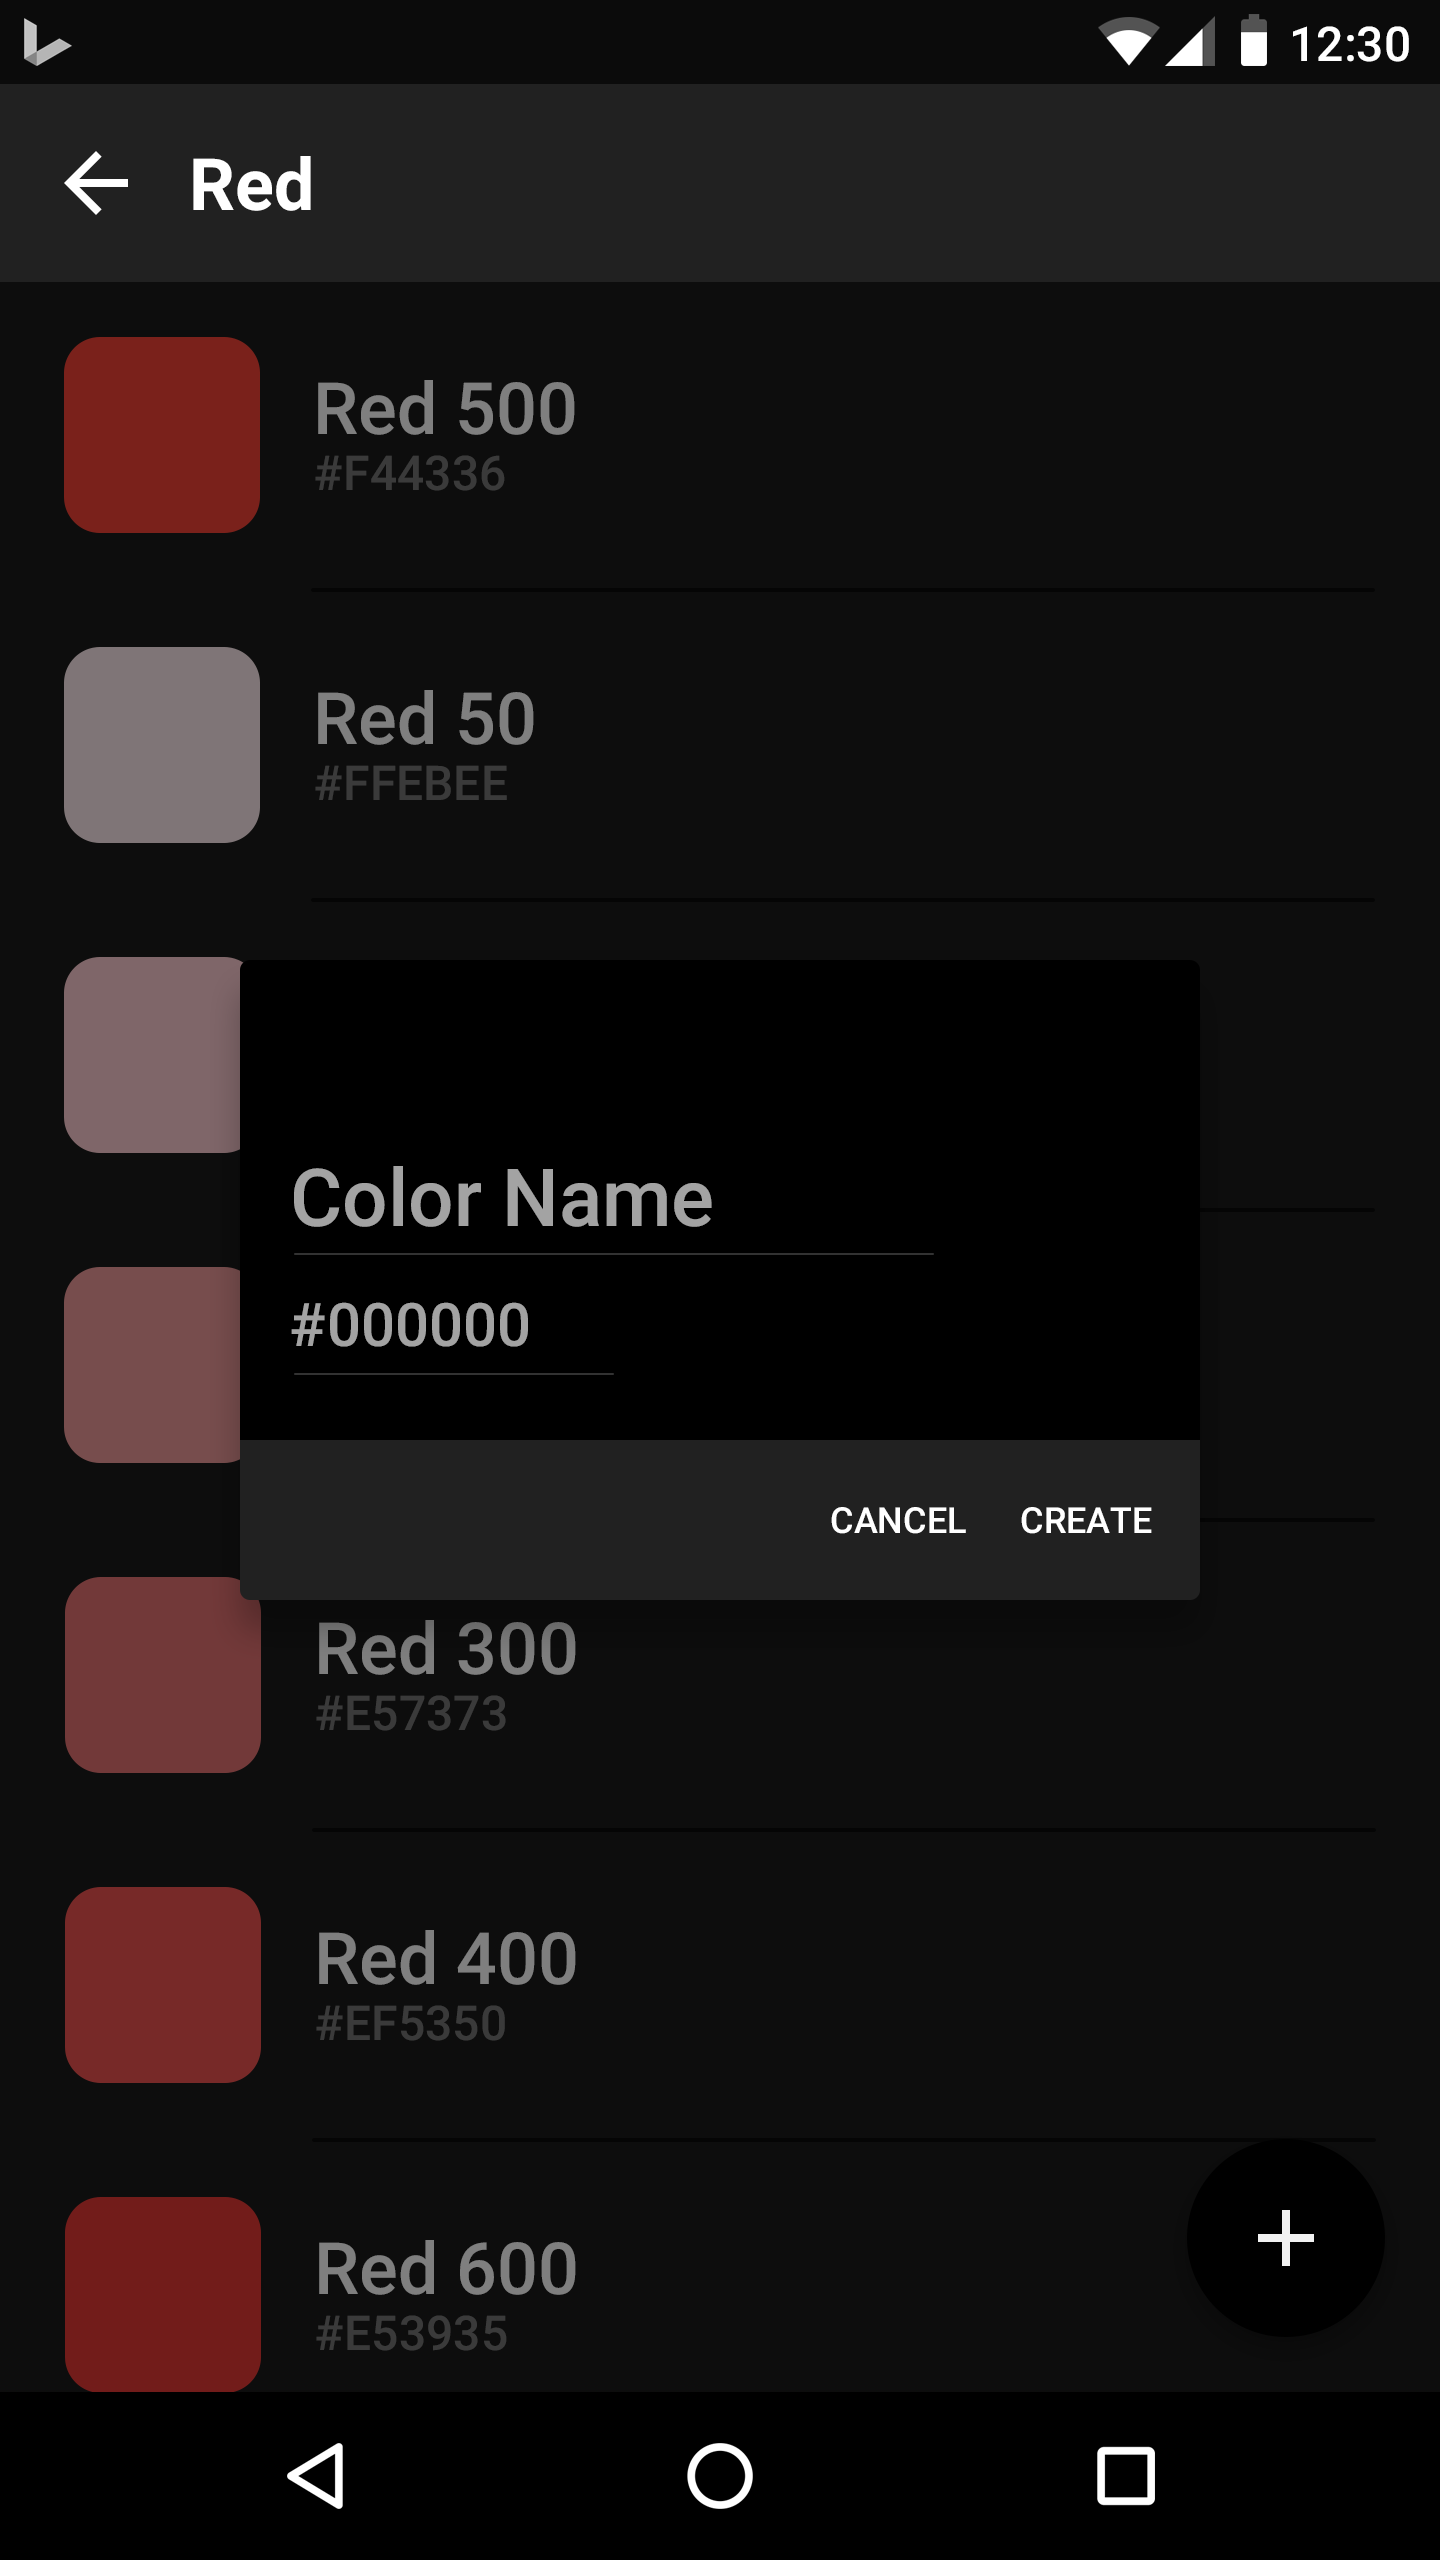 12:30
Red
Red 500
#F44336
Red 50
#FFEBEE
Color Name
#000000
CANCEL CREATE
Red 300
#E57373
Red 400
#EF5350
Red 600
#E53935